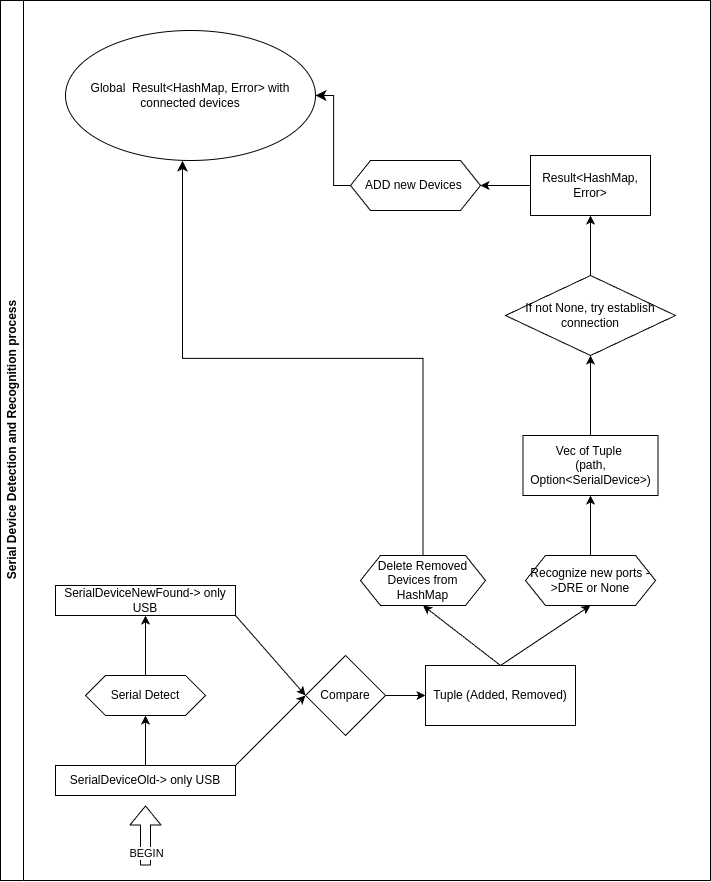 Serial Device Detection and Recognition process
Global  Result<HashMap, Error> with
connected devices
ADD new Devices
Result<HashMap,
Error>
If not None, try establish
connection
Vec of Tuple
(path,
Option<SerialDevice>)
Delete Removed
Devices from
HashMap
Recognize new ports -
>DRE or None
SerialDeviceNewFound-> only
USB
Serial Detect
Compare
Tuple (Added, Removed)
SerialDeviceOld-> only USB
BEGIN